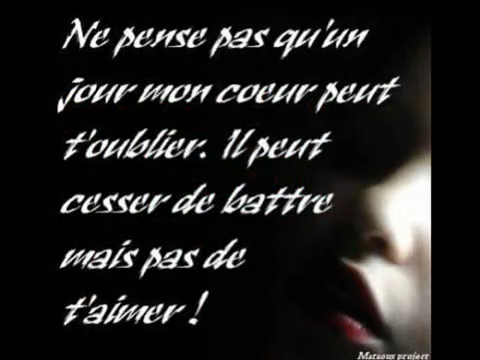 Ne pense pas qu'un
jour mon coeur peut
t'oublier. Il peut
cesser de battre
mais pas de
t'aimer !
Mataous project